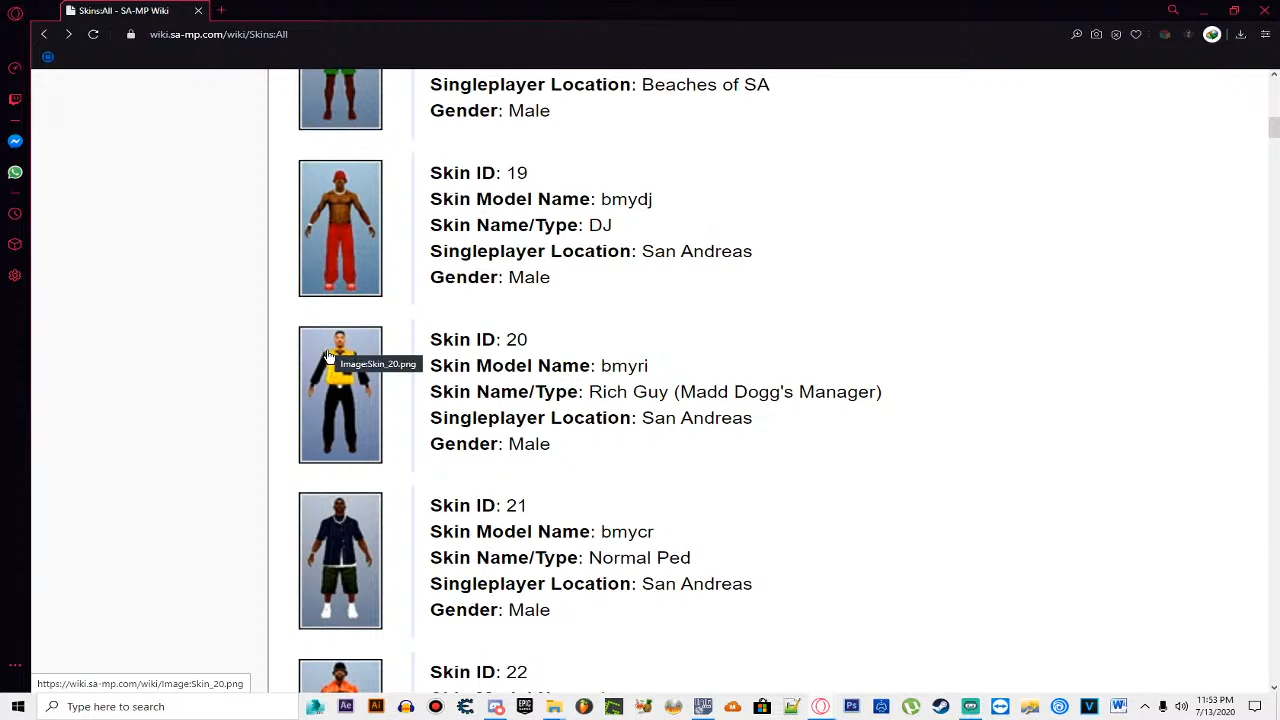 Skins:All - SA-MP Wiki
wiki.sa-mp.com/wiki/Skins:All
Singleplayer Location: Beaches of SA
Gender: Male
Skin ID: 19
Skin Model Name: bmydj
Skin Name/Type: DJ
Singleplayer Location: San Andreas
Gender: Male
Skin ID: 20
Image:Skin_20.png
Skin Model Name: bmyri
Skin Name/Type: Rich Guy (Madd Dogg's Manager)
Singleplayer Location: San Andreas
Gender: Male
Skin ID: 21
Skin Model Name: bmycr
Skin Name/Type: Normal Ped
Singleplayer Location: San Andreas
Gender: Male
Skin ID: 22
https://wiki.sa-mp.com/wiki/Image:Skin_20.png
Type here to search
Ae
Ai
EPIC
Ps
V
W
11:53 PM
7/13/2020